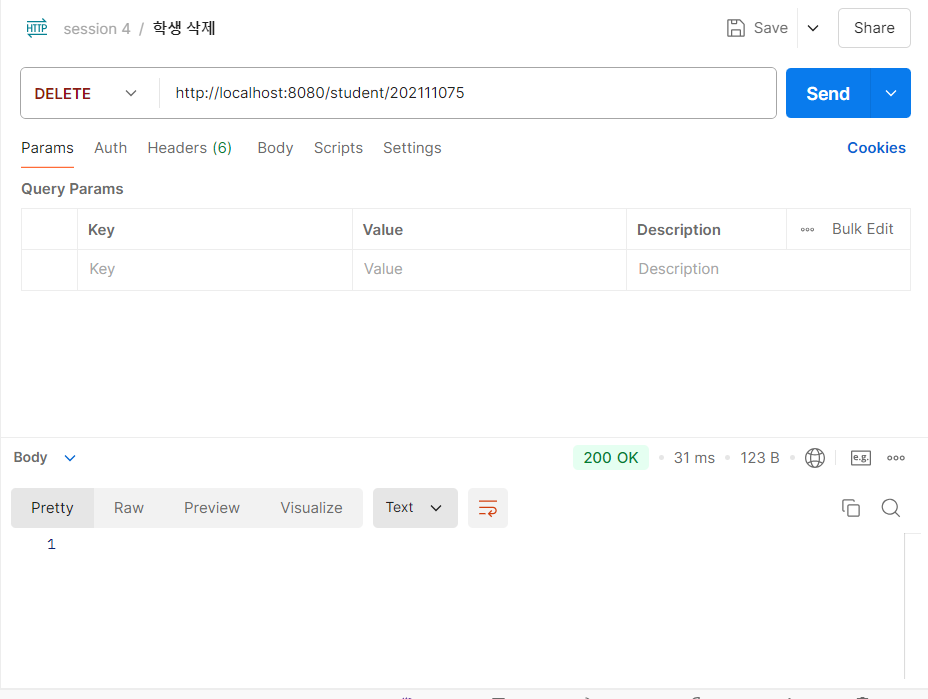 HTTP session 4 / 학생 삭제 Save Share
DELETE http://localhost:8080/student/202111075 Send
Params Auth Headers (6) Body Scripts Settings Cookies
Query Params
Key Value Description Bulk Edit
Key Value Description
Body 200 OK 31 ms 123 B e.g.
Pretty Raw Preview Visualize Text
1